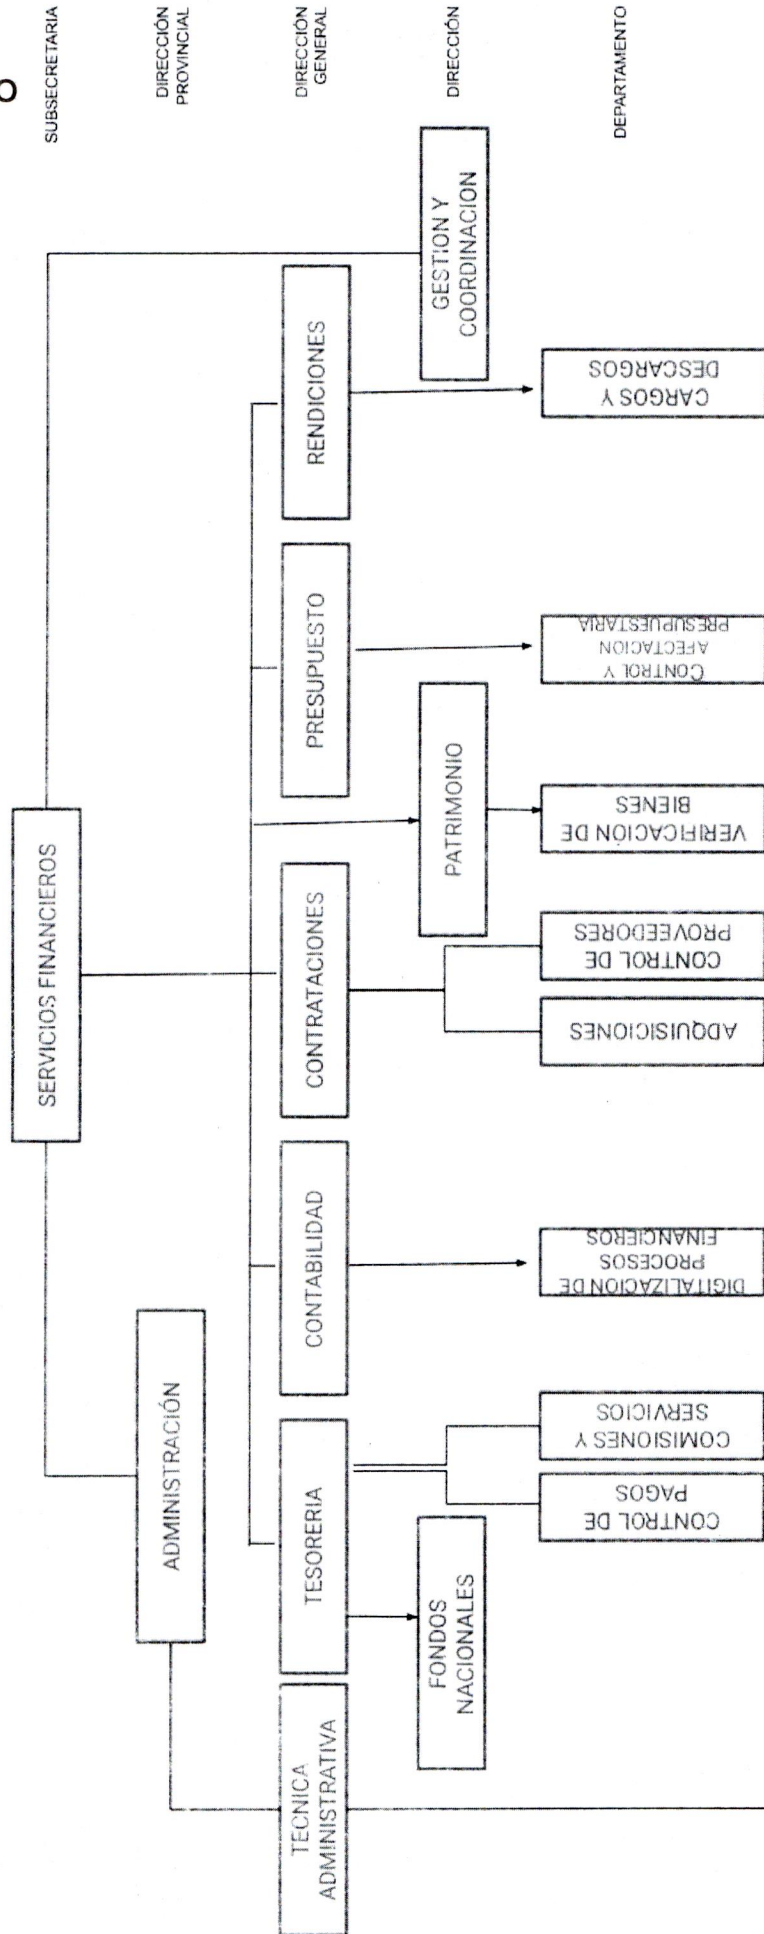 SUBSECRETARIA
DIRECCIÓN
PROVINCIAL
DIRECCIÓN
GENERAL
DIRECCIÓN
DEPARTAMENTO
O
SERVICIOS FINANCIEROS
ADMINISTRACIÓN
TECNICA
ADMINISTRATIVA
TESORERIA
CONTABILIDAD
CONTRATACIONES
PRESUPUESTO
RENDICIONES
FONDOS
NACIONALES
PATRIMONIO
GESTION Y
COORDINACION
CONTROL DE
PAGOS
COMISIONES Y
SERVICIOS
DIGITALIZACION DE
PROCESOS
FINANCIEROS
ADQUISICIONES
CONTROL DE
PROVEEDORES
VERIFICACIÓN DE
BIENES
CONTROL Y
AFECTACION
PRESUPUESTARIA
CARGOS Y
DESCARGOS